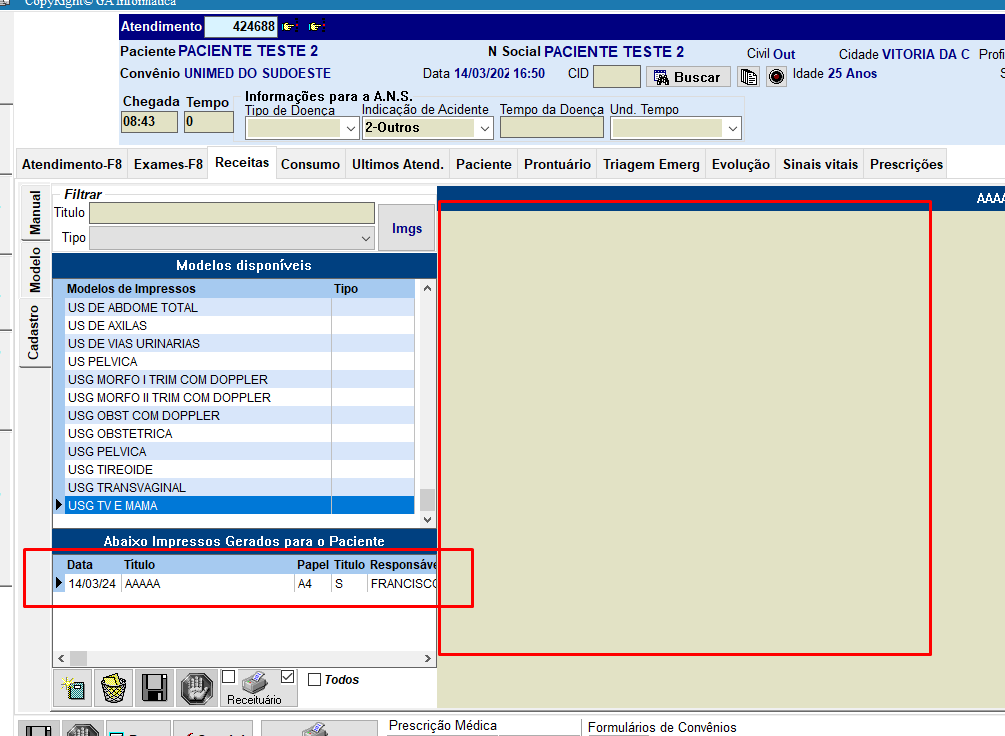 CopyRight© GA Informática
Atendimento 424688
Paciente PACIENTE TESTE 2 N Social PACIENTE TESTE 2 Civil Out Cidade VITORIA DA C Profi
Convênio UNIMED DO SUDOESTE Data 14/03/202 16:50 CID Buscar Idade 25 Anos S
Chegada Tempo Informações para a A.N.S.
Tipo de Doença Indicação de Acidente Tempo da Doença Und. Tempo
08:43 0 2-Outros
Atendimento-F8 Exames-F8 Receitas Consumo Ultimos Atend. Paciente Prontuário Triagem Emerg Evolução Sinais vitais Prescrições
Manual
Modelo
Cadastro
Filtrar
Titulo
Tipo
Imgs
AAAA
Modelos disponíveis
Modelos de Impressos Tipo
US DE ABDOME TOTAL
US DE AXILAS
US DE VIAS URINARIAS
US PELVICA
USG MORFO I TRIM COM DOPPLER
USG MORFO II TRIM COM DOPPLER
USG OBST COM DOPPLER
USG OBSTETRICA
USG PELVICA
USG TIREOIDE
USG TRANSVAGINAL
USG TV E MAMA
Abaixo Impressos Gerados para o Paciente
Data Título Papel Titulo Responsáve
14/03/24 AAAAA A4 S FRANCISCO
Receituário
Todos
Prescrição Médica
Formulários de Convênios